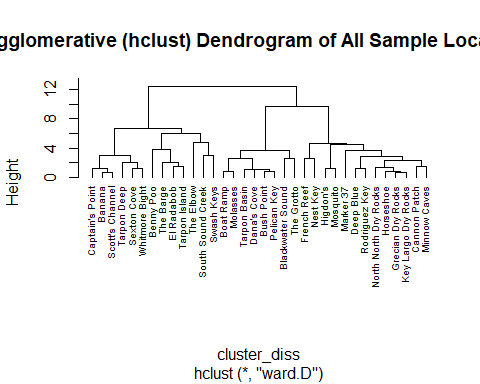 gglomerative (hclust) Dendrogram of All Sample Loca
Height
0
4
8
12
Captain's Point
Banana
Scott's Channel
Tarpon Deep
Sexton Cove
Whitmore Bight
Benny Poo
The Barge
El Radabob
Tarpon Island
The Elbow
South Sound Creek
Swash Keys
Boat Ramp
Molasses
Tarpon Basin
Dana's Cove
Bush Point
Pelican Key
Blackwater Sound
The Grotto
French Reef
Nest Key
Higdon's
Mosquito
Marker 37
Deep Blue
Rodriguez Key
North North Dry Rocks
Horseshoe
Grecian Dry Rocks
Key Largo Dry Rocks
Cannon Patch
Minnow Caves
cluster_diss
hclust (*, "ward.D")